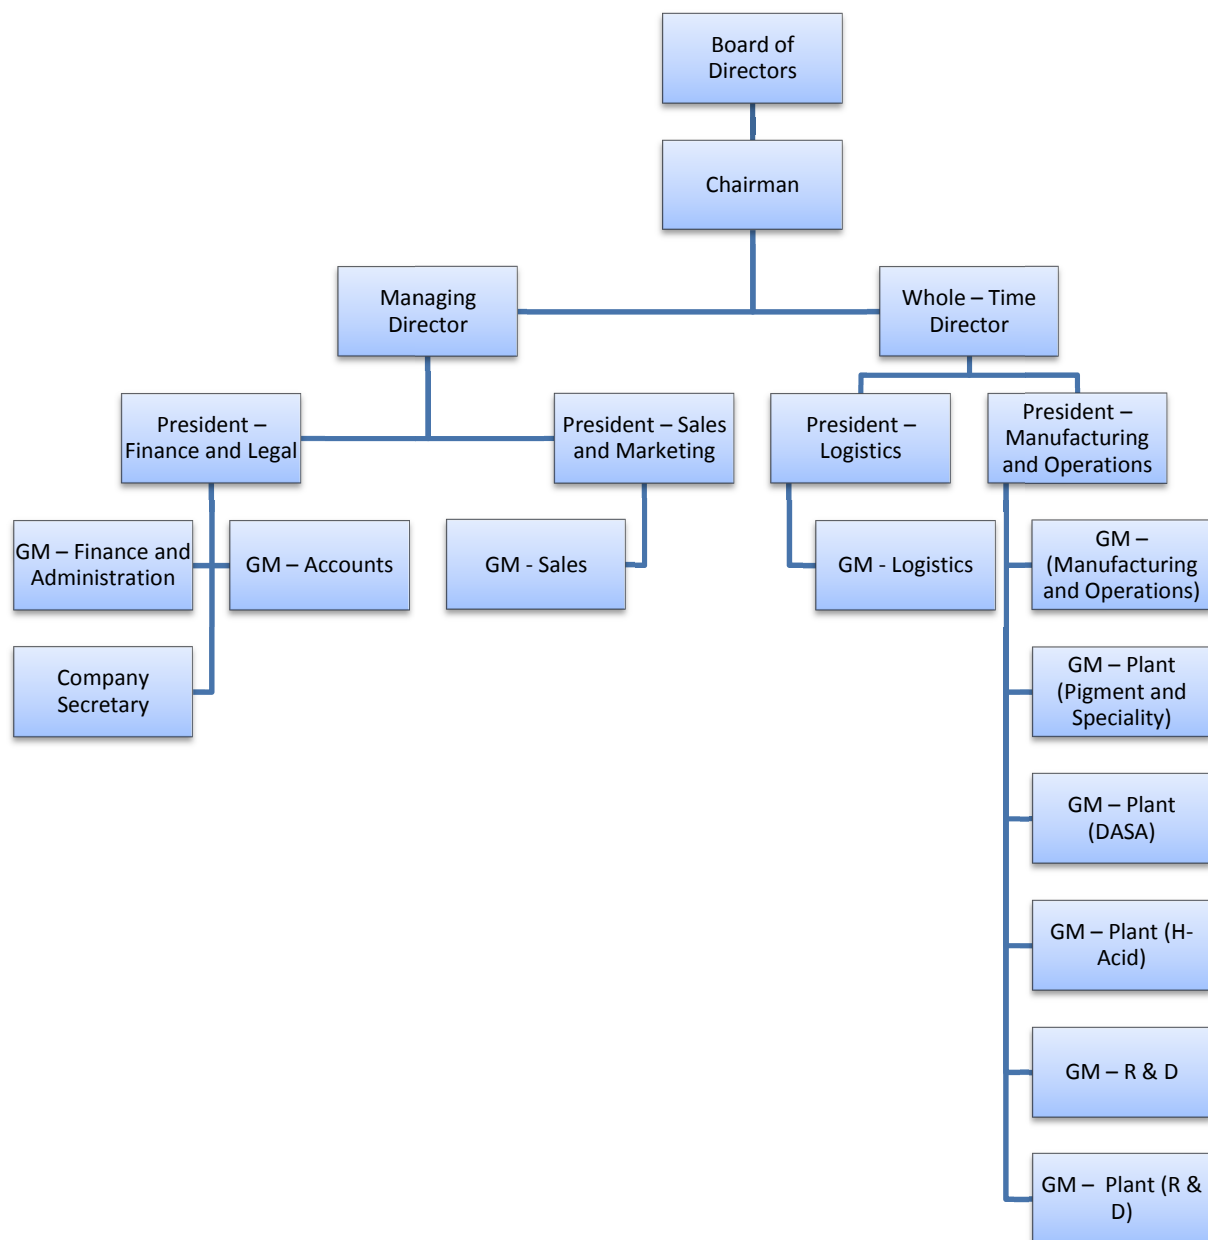 Board of
Directors
Chairman
Managing
Director
Whole – Time
Director
President –
Finance and Legal
President – Sales
and Marketing
President –
Logistics
President –
Manufacturing
and Operations
GM – Finance and
Administration
GM – Accounts
GM - Sales
GM - Logistics
GM –
(Manufacturing
and Operations)
Company
Secretary
GM – Plant
(Pigment and
Speciality)
GM – Plant
(DASA)
GM – Plant (H-
Acid)
GM – R & D
GM –  Plant (R &
D)